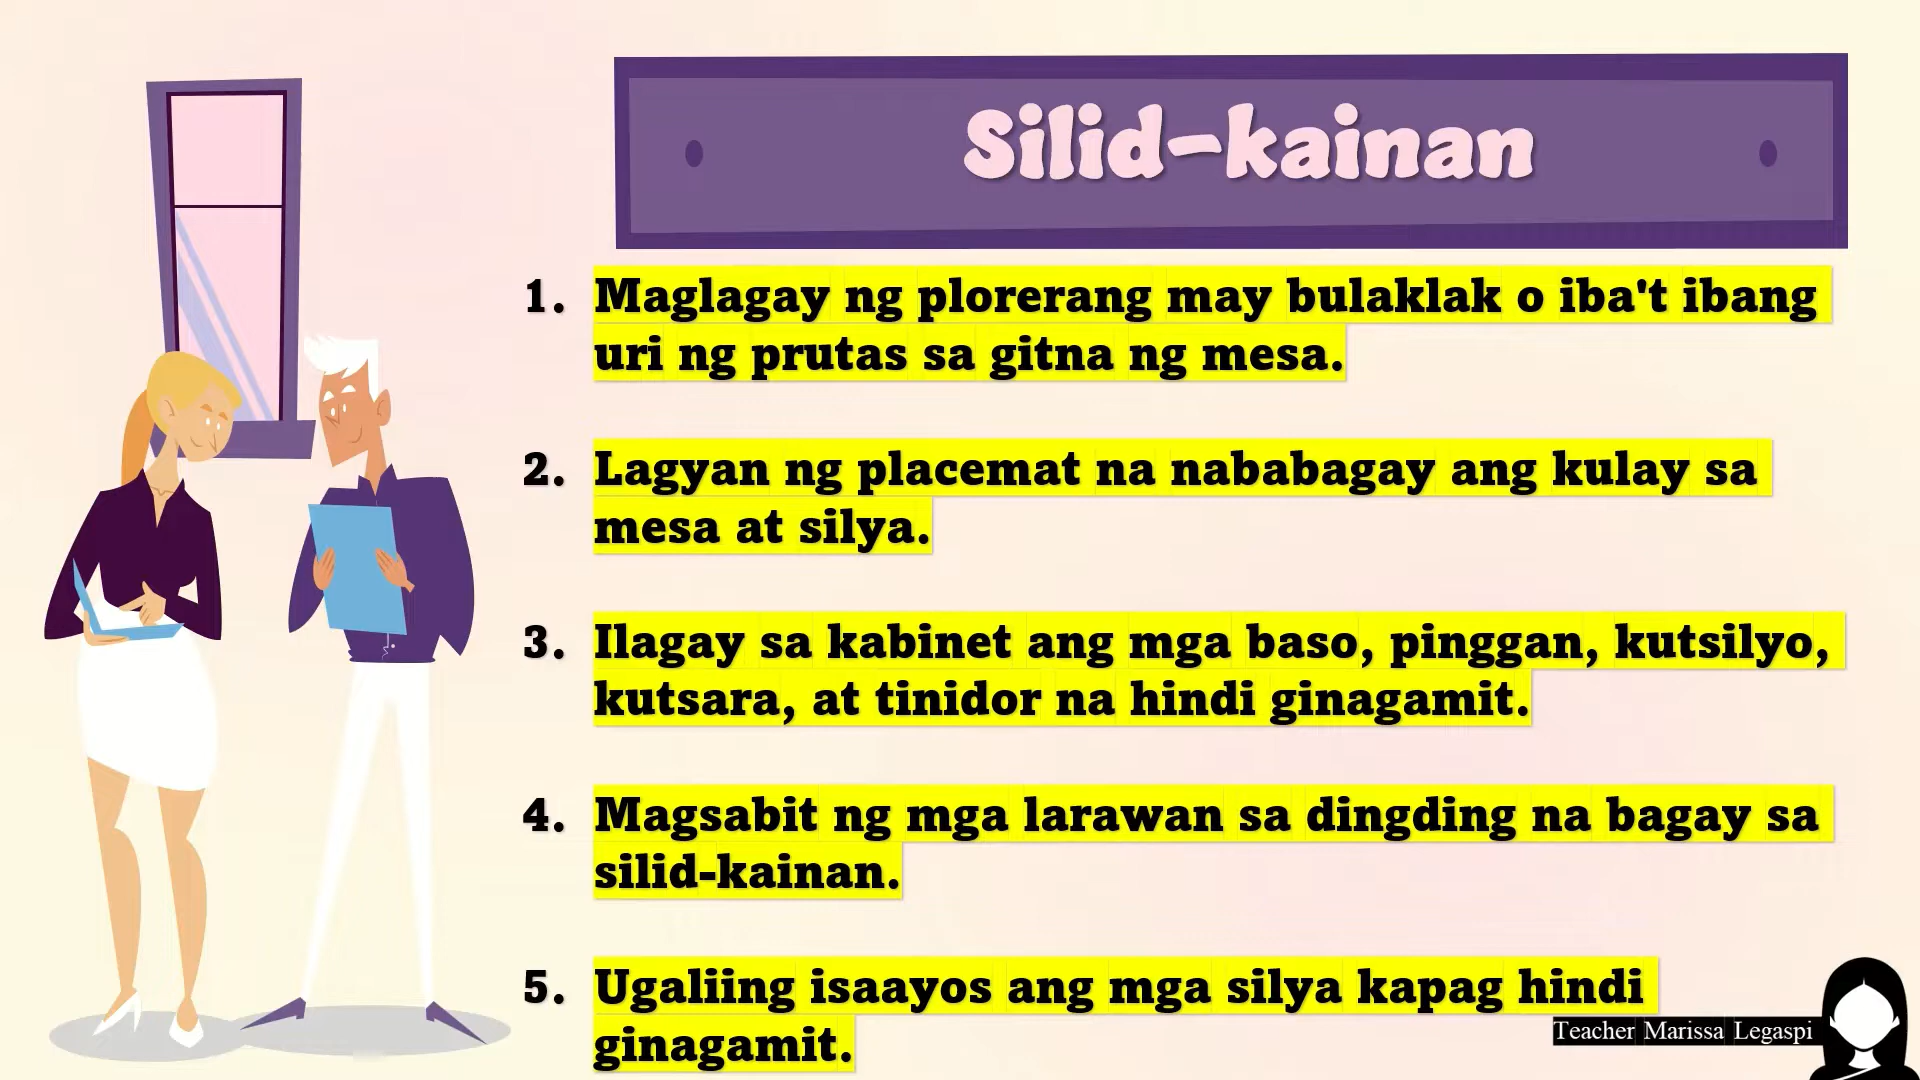 Silid-kainan
1. Maglagay ng plorerang may bulaklak o iba't ibang
uri ng prutas sa gitna ng mesa.
2. Lagyan ng placemat na nababagay ang kulay sa
mesa at silya.
3. Ilagay sa kabinet ang mga baso, pinggan, kutsilyo,
kutsara, at tinidor na hindi ginagamit.
4. Magsabit ng mga larawan sa dingding na bagay sa
silid-kainan.
5. Ugaliing isaayos ang mga silya kapag hindi
ginagamit.
Teacher Marissa Legaspi